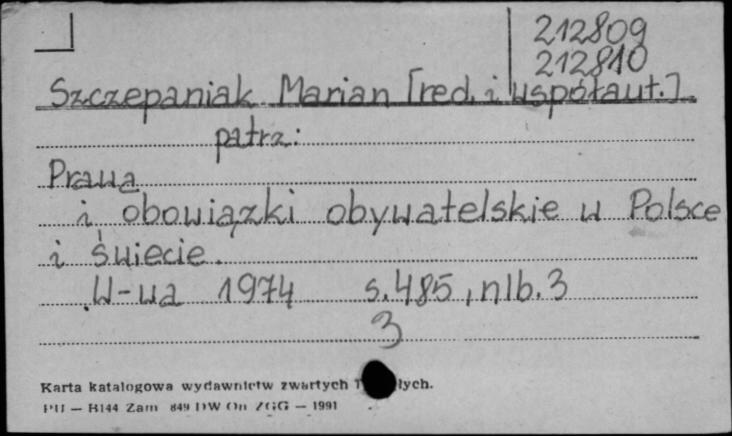 212809
212810
Szczepaniak Marian [red. i współaut.].
patrz:
Prawa
i obowiązki obywatelskie w Polsce
i świecie.
W-wa 1974 s.485, nlb.3
3
Karta katalogowa wydawnictw zwartych
PU — B144 Zam 849 DW On ZGG — 1991